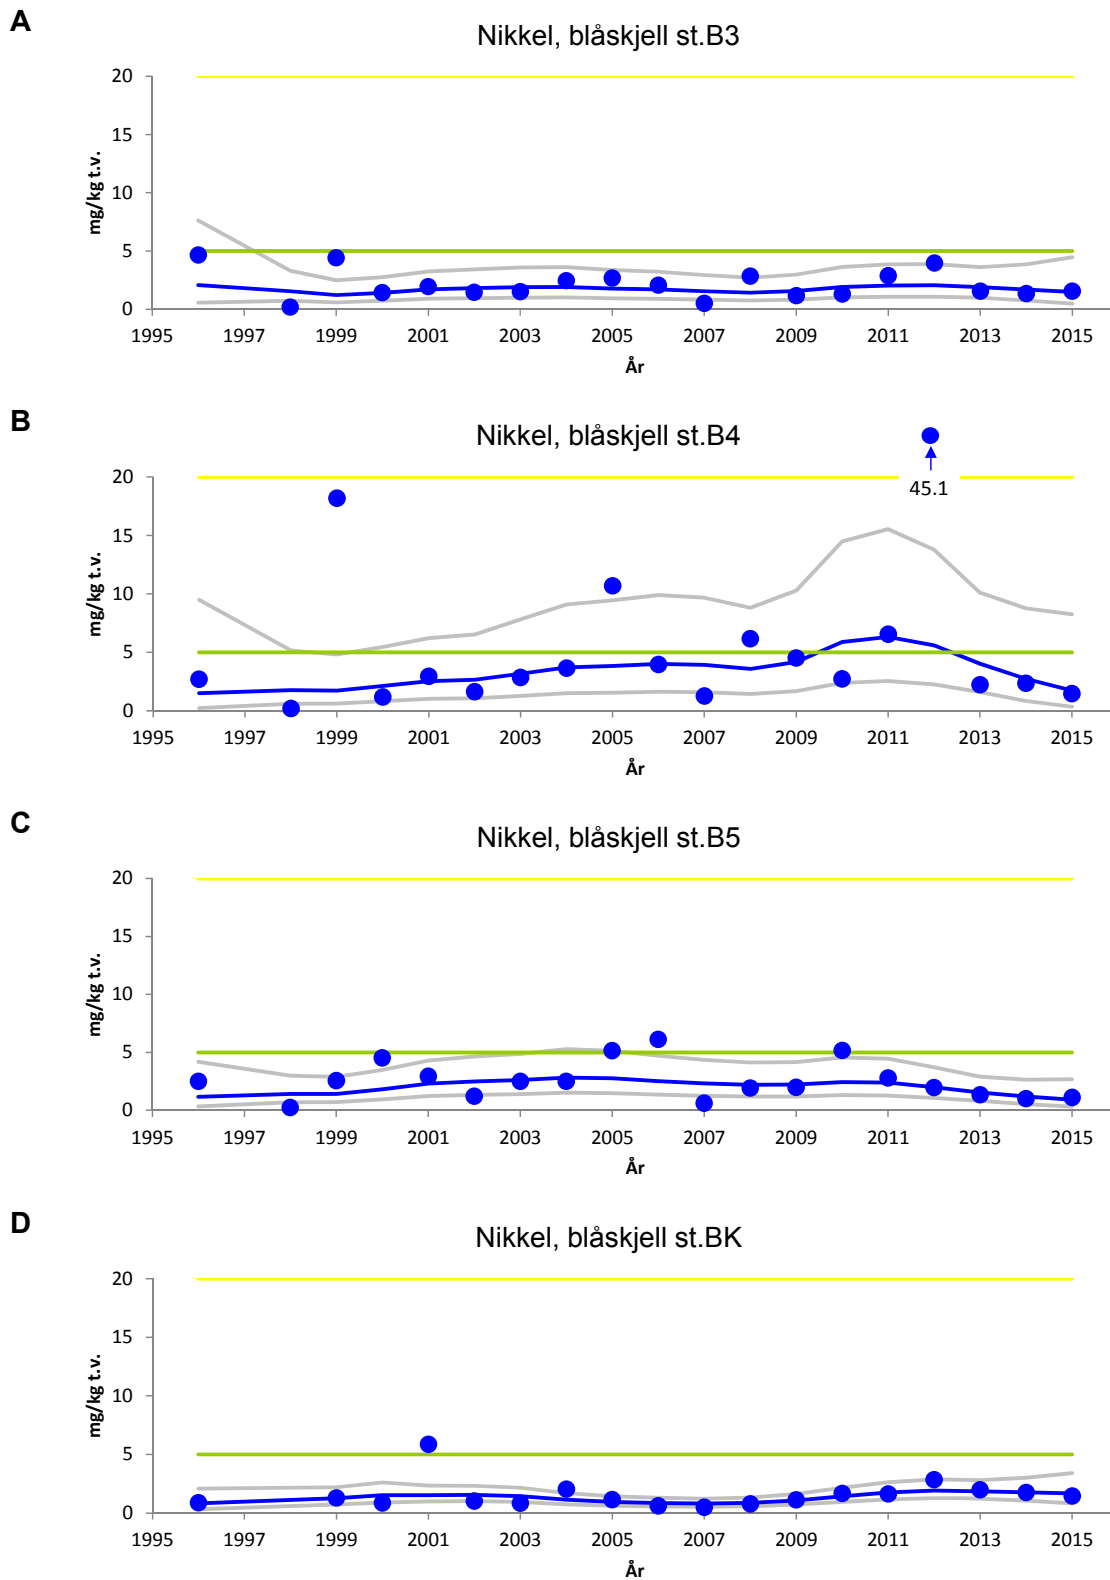 A
Nikkel, blåskjell st.B3
20
15
10
5
0
mg/kg t.v.
1995 1997 1999 2001 2003 2005 2007 2009 2011 2013 2015
År
B
Nikkel, blåskjell st.B4
45.1
20
15
10
5
0
mg/kg t.v.
1995 1997 1999 2001 2003 2005 2007 2009 2011 2013 2015
År
C
Nikkel, blåskjell st.B5
20
15
10
5
0
mg/kg t.v.
1995 1997 1999 2001 2003 2005 2007 2009 2011 2013 2015
År
D
Nikkel, blåskjell st.BK
20
15
10
5
0
mg/kg t.v.
1995 1997 1999 2001 2003 2005 2007 2009 2011 2013 2015
År